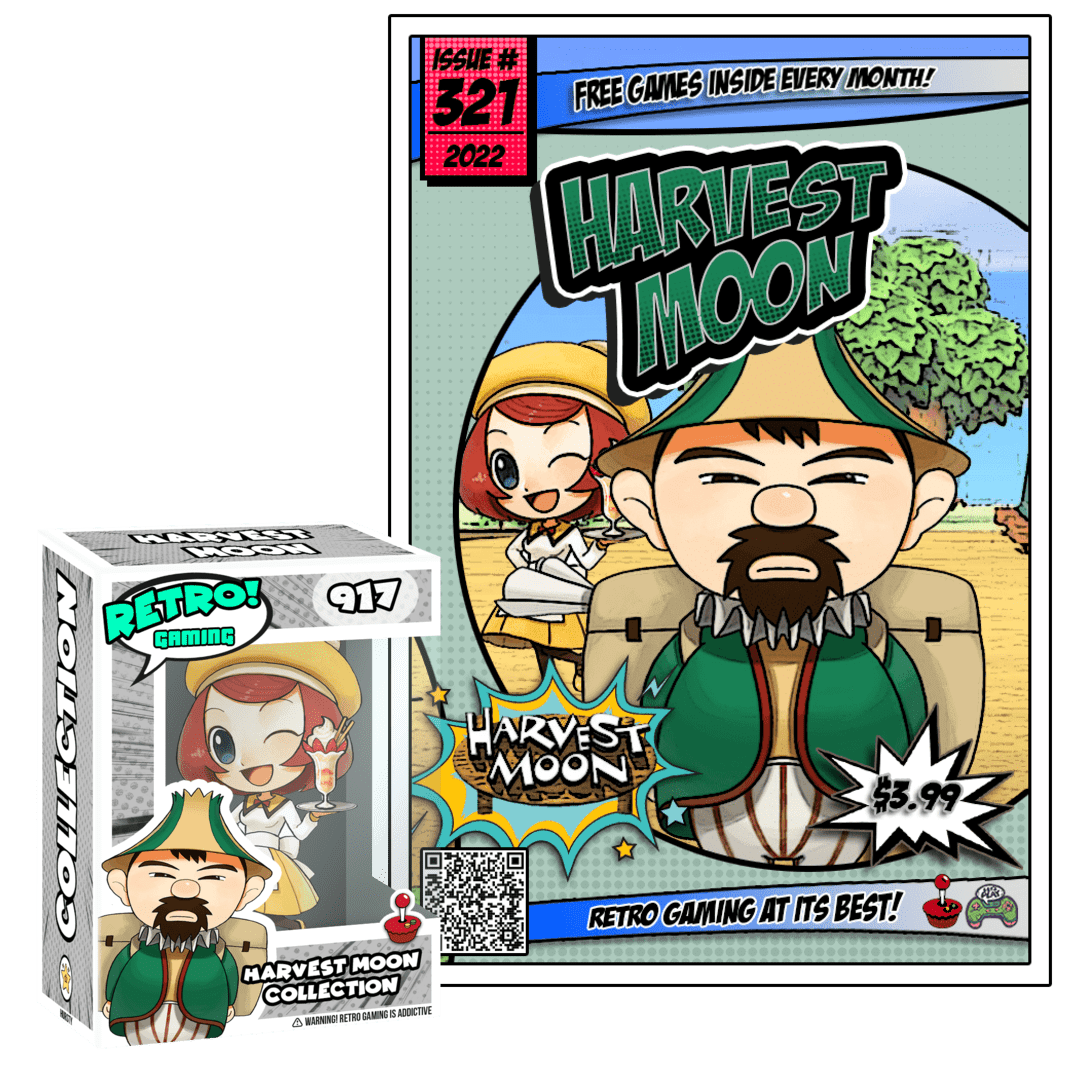 ISSUE #
321
2022
FREE GAMES INSIDE EVERY MONTH!
HARVEST
MOON
HARVEST
MOON
$3.99
RETRO GAMING AT ITS BEST!
HARVEST
MOON
RETRO!
GAMING
917
COLLECTION
HARVEST MOON
COLLECTION
WARNING! RETRO GAMING IS ADDICTIVE